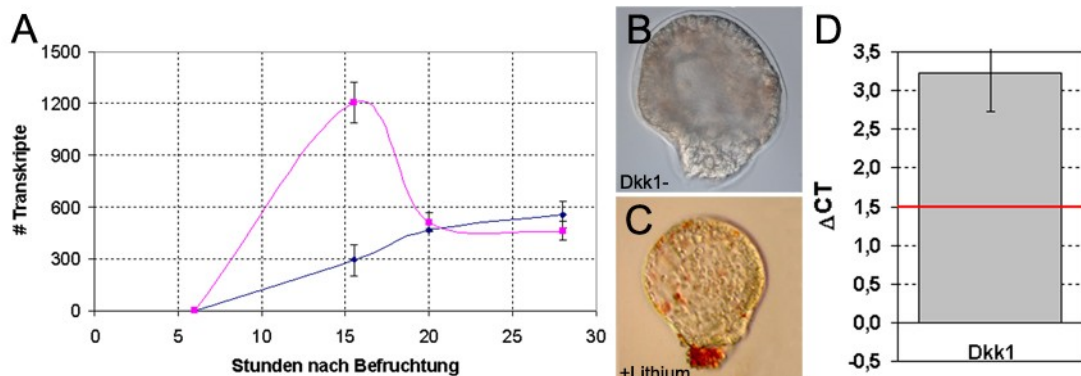 A
1500
1200
900
600
300
0
# Transkripte
0 5 10 15 20 25 30
Stunden nach Befruchtung
B
Dkk1-
C
+Lithium
D
3,5
3,0
2,5
2,0
1,5
1,0
0,5
0,0
-0,5
ΔCT
Dkk1